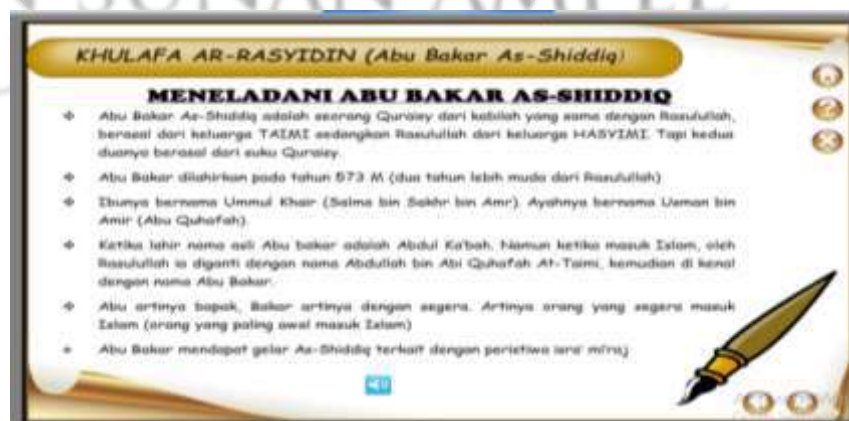 N SUNAN AMPEL
KHULAFA AR-RASYIDIN (Abu Bakar As-Shiddiq)
MENELADANI ABU BAKAR AS-SHIDDIQ
Abu Bakar As-Shiddiq adalah seorang Quraisy dari kabilah yang sama dengan Rasulullah,
berasal dari keluarga TAIMI sedangkan Rasulullah dari keluarga HASYIMI. Tapi kedua
duanya berasal dari suku Quraisy.
Abu Bakar dilahirkan pada tahun 573 M (dua tahun lebih muda dari Rasulullah)
Ibunya bernama Ummul Khair (Salma bin Sakhr bin Amr). Ayahnya bernama Usman bin
Amir (Abu Quhafah).
Ketika lahir nama asli Abu bakar adalah Abdul Ka'bah. Namun ketika masuk Islam, oleh
Rasulullah ia diganti dengan nama Abdullah bin Abi Quhafah At-Taimi, kemudian di kenal
dengan nama Abu Bakar.
Abu artinya bapak, Bakar artinya dengan segera. Artinya orang yang segera masuk
Islam (orang yang paling awal masuk Islam)
Abu Bakar mendapat gelar As-Shiddiq terkait dengan peristiwa isra' mi'raj